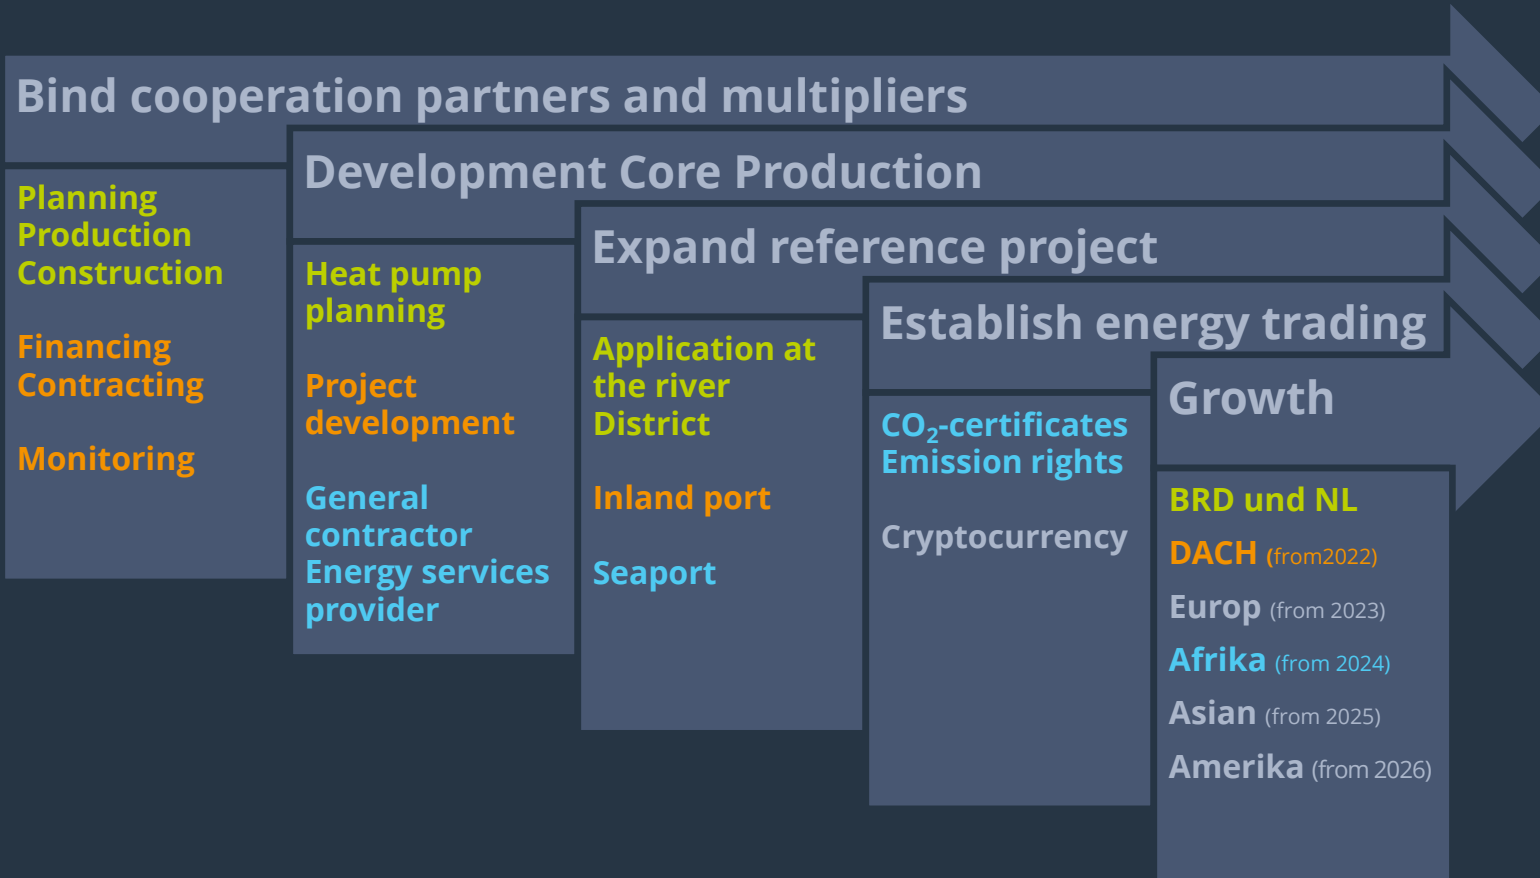 Bind cooperation partners and multipliers
Planning
Production
Construction
Financing
Contracting
Monitoring
Development Core Production
Heat pump
planning
Project
development
General
contractor
Energy services
provider
Expand reference project
Application at
the river
District
Inland port
Seaport
Establish energy trading
CO₂-certificates
Emission rights
Cryptocurrency
Growth
BRD und NL
DACH (from2022)
Europ (from 2023)
Afrika (from 2024)
Asian (from 2025)
Amerika (from 2026)